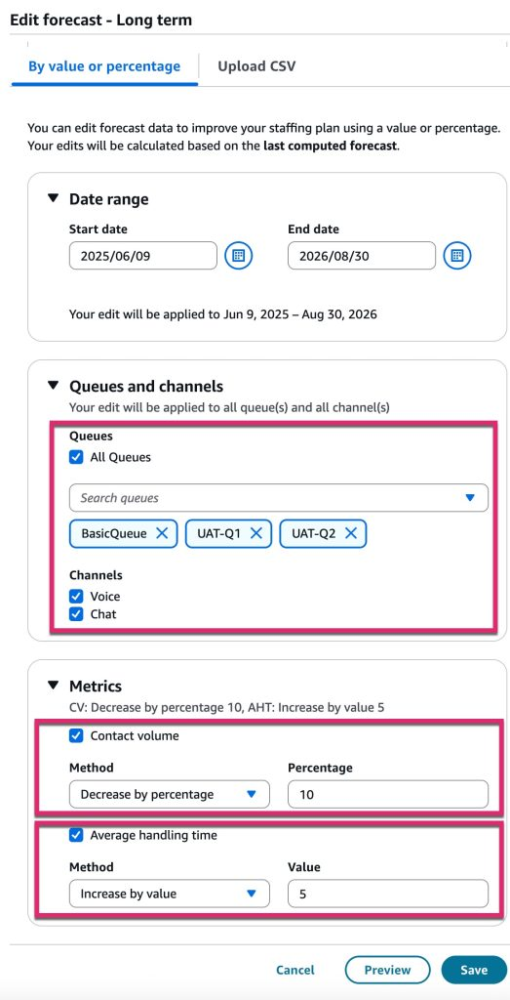 Edit forecast - Long term
By value or percentage Upload CSV
You can edit forecast data to improve your staffing plan using a value or percentage.
Your edits will be calculated based on the last computed forecast.
Date range
Start date End date
2025/06/09 2026/08/30
Your edit will be applied to Jun 9, 2025 – Aug 30, 2026
Queues and channels
Your edit will be applied to all queue(s) and all channel(s)
Queues
All Queues
Search queues
BasicQueue UAT-Q1 UAT-Q2
Channels
Voice
Chat
Metrics
CV: Decrease by percentage 10, AHT: Increase by value 5
Contact volume
Method Percentage
Decrease by percentage 10
Average handling time
Method Value
Increase by value 5
Cancel Preview Save